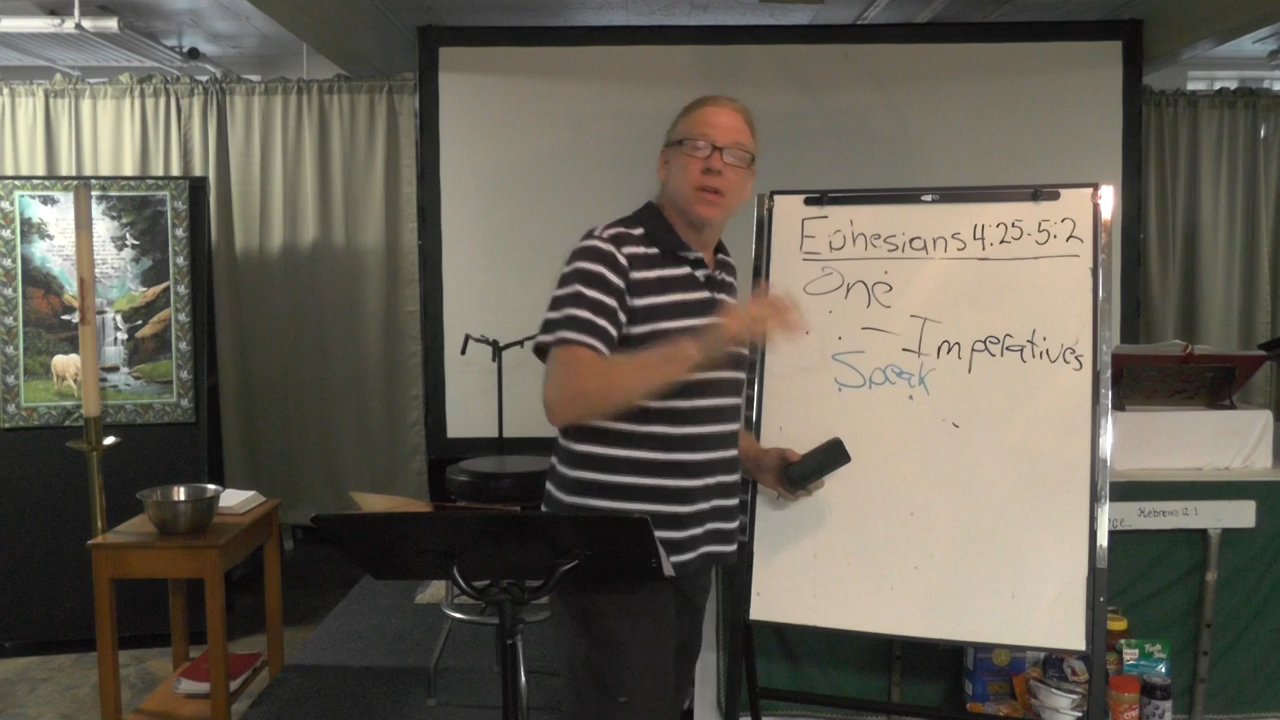 Ephesians 4:25-5:2
One
- Imperatives
Speak
Hebrews 12:1